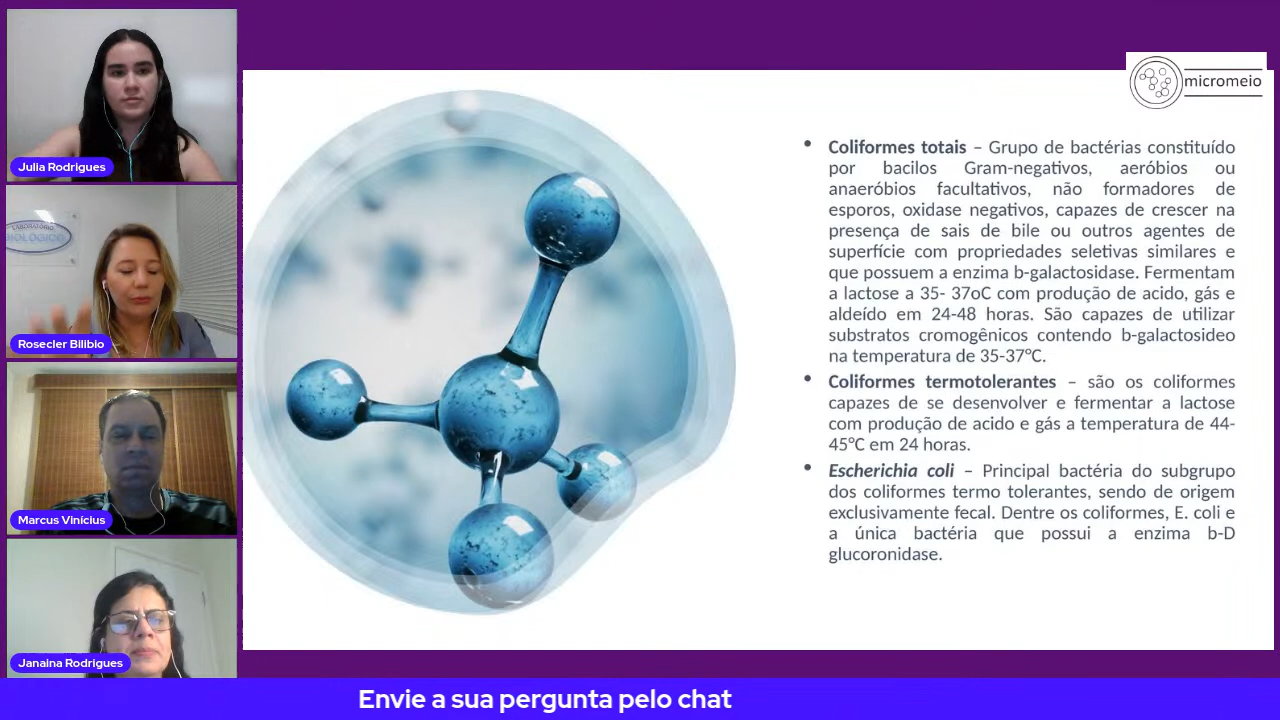 Julia Rodrigues
LABORATÓRIO
BIOLÓGICO
Rosecler Bilibio
Marcus Vinícius
Janaina Rodrigues
micromeio
• Coliformes totais – Grupo de bactérias constituído
por bacilos Gram-negativos, aeróbios ou
anaeróbios facultativos, não formadores de
esporos, oxidase negativos, capazes de crescer na
presença de sais de bile ou outros agentes de
superfície com propriedades seletivas similares e
que possuem a enzima b-galactosidase. Fermentam
a lactose a 35- 37oC com produção de acido, gás e
aldeído em 24-48 horas. São capazes de utilizar
substratos cromogênicos contendo b-galactosideo
na temperatura de 35-37°C.
• Coliformes termotolerantes – são os coliformes
capazes de se desenvolver e fermentar a lactose
com produção de acido e gás a temperatura de 44-
45°C em 24 horas.
• Escherichia coli – Principal bactéria do subgrupo
dos coliformes termo tolerantes, sendo de origem
exclusivamente fecal. Dentre os coliformes, E. coli e
a única bactéria que possui a enzima b-D
glucoronidase.
Envie a sua pergunta pelo chat